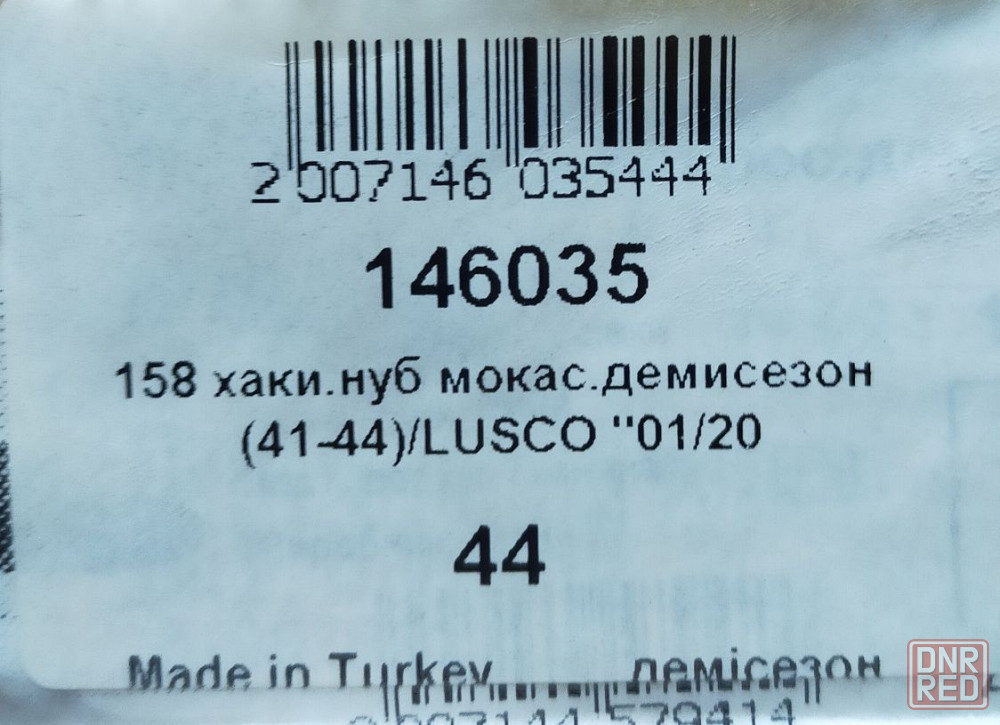 2 007146 035444
146035
158 хаки.нуб мокас.демисезон
(41-44)/LUSCO "01/20
44
Made in Turkey демісезон
DNR
RED